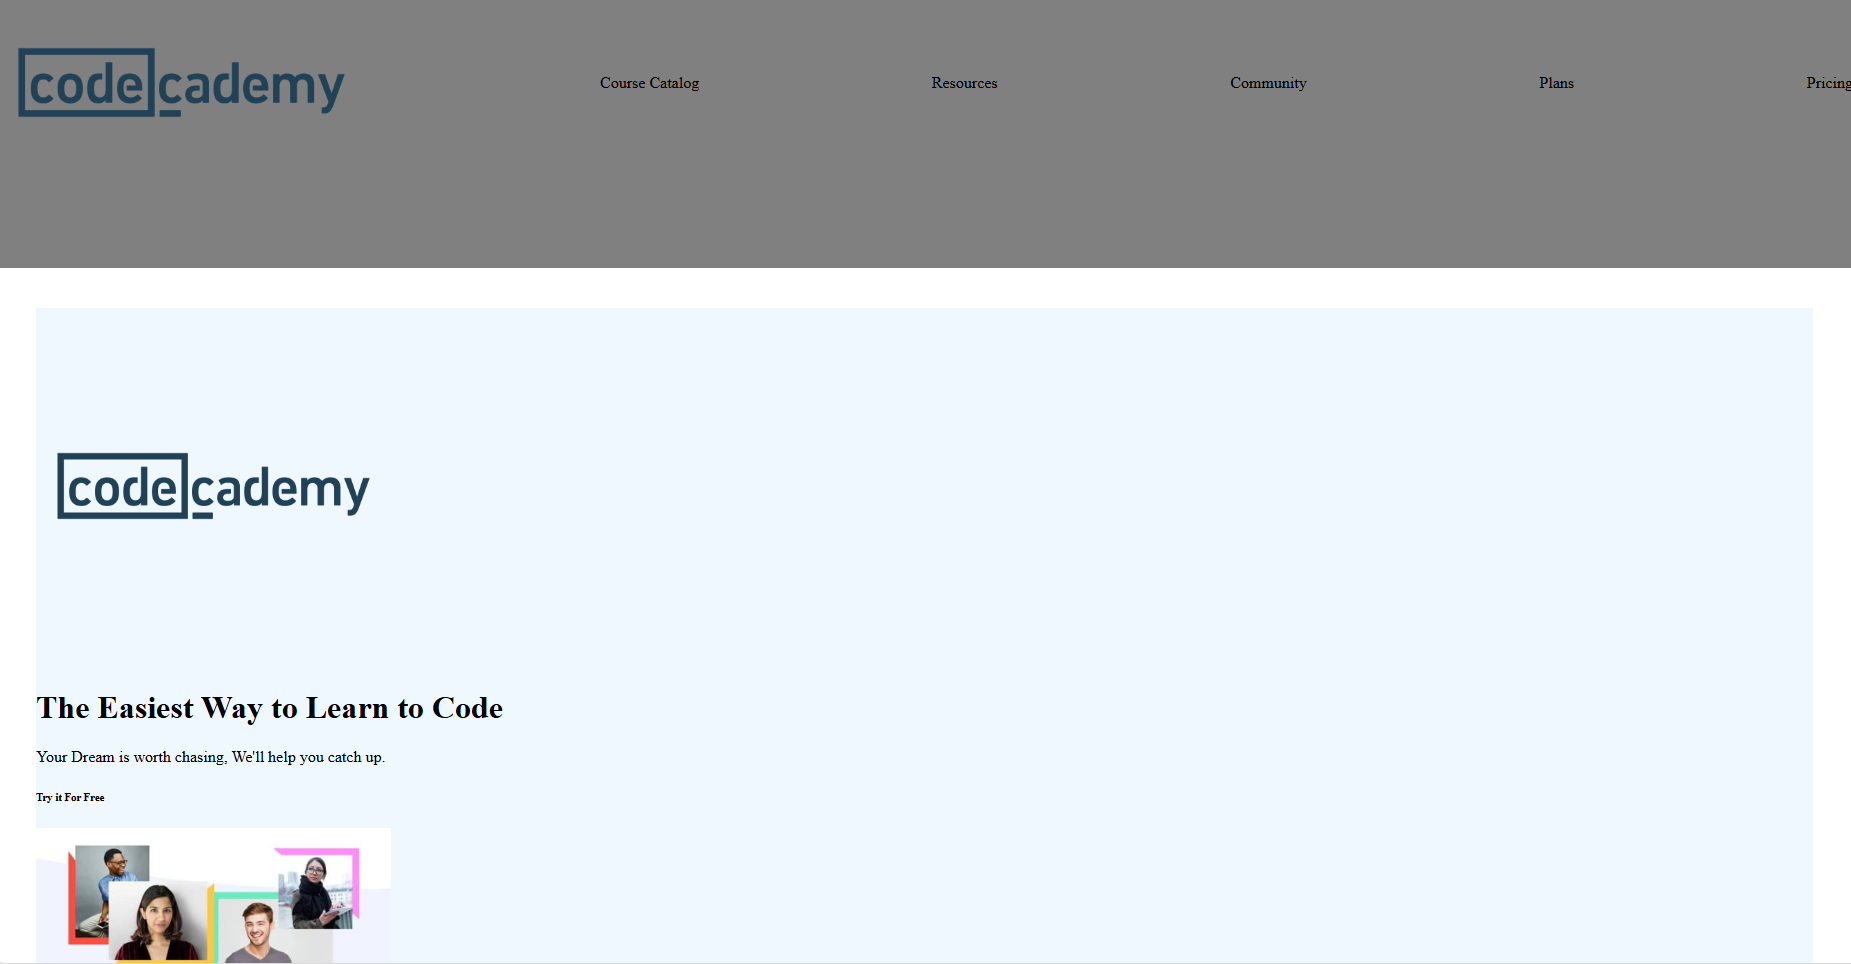 codecademy
Course Catalog
Resources
Community
Plans
Pricing
codecademy
The Easiest Way to Learn to Code
Your Dream is worth chasing, We'll help you catch up.
Try it For Free